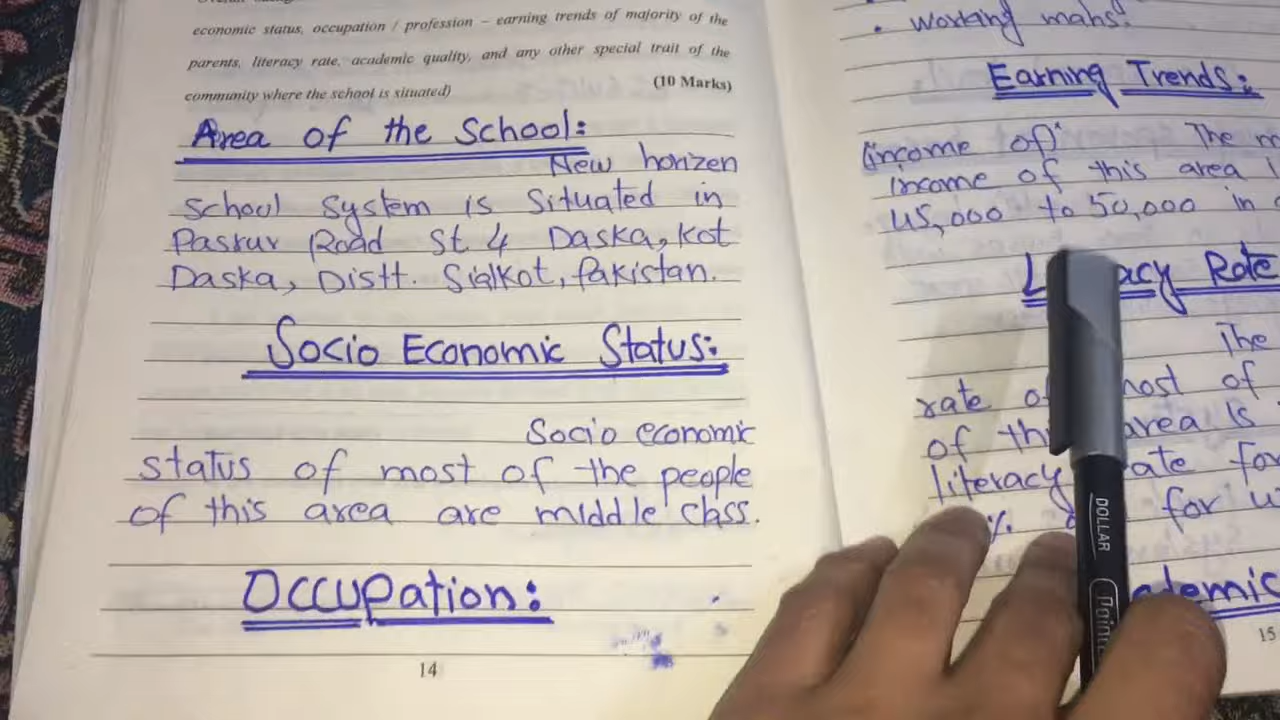 economic status, occupation / profession – earning trends of majority of the
parents, literacy rate, academic quality, and any other special trait of the
community where the school is situated)
(10 Marks)
Area of the School:
New horizen
School System is Situated in
Pasrur Road St 4 Daska, Kot
Daska, Distt. Sialkot, Pakistan.
Socio Economic Status:
Socio economic
status of most of the people
of this area are middle class.
Occupation:
14
• working
Earning Trends:
(income of) The
income of this area
45,000 to 50,000 in
Rate
The
rate of most of
of area is
literacy for
%. for
15
DOLLAR